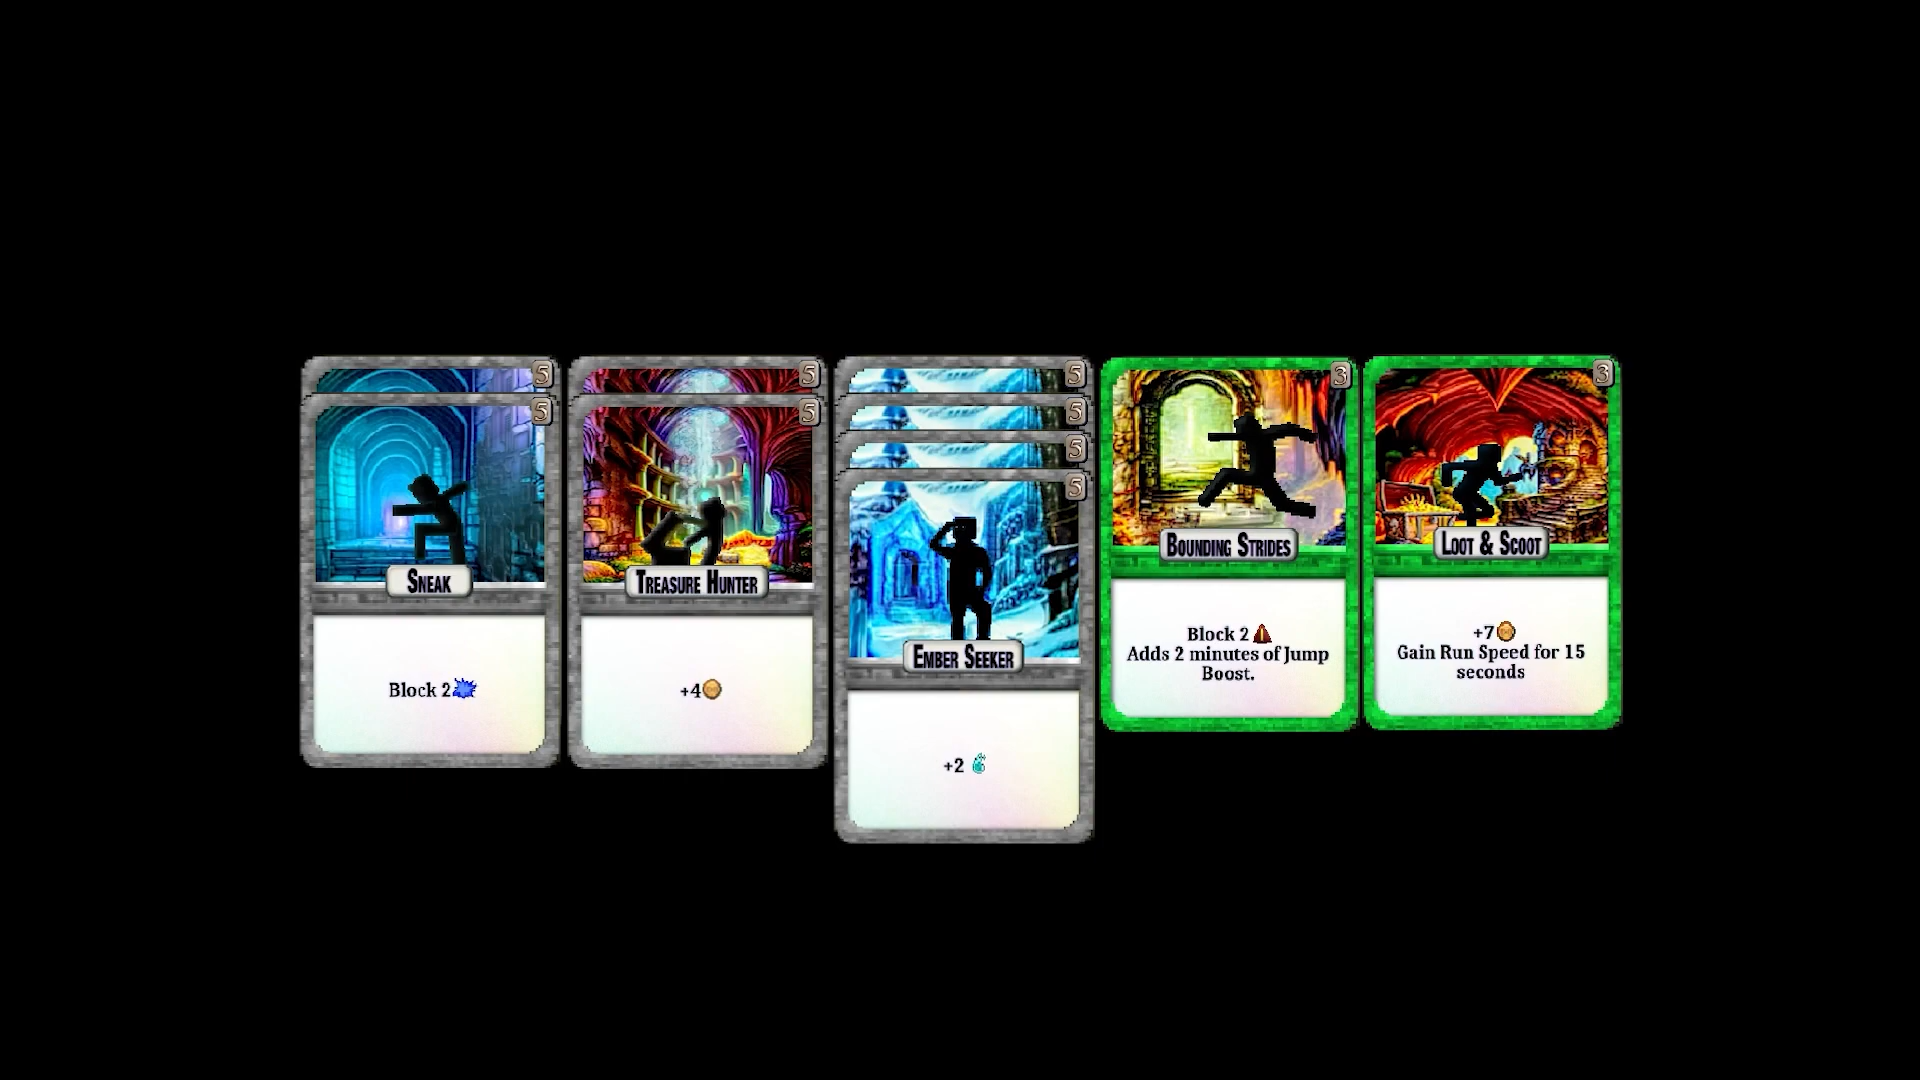 5
5
SNEAK
Block 2
5
5
TREASURE HUNTER
+4
5
5
5
5
EMBER SEEKER
+2
3
BOUNDING STRIDES
Block 2
Adds 2 minutes of Jump
Boost.
3
LOOT & SCOOT
+7
Gain Run Speed for 15
seconds